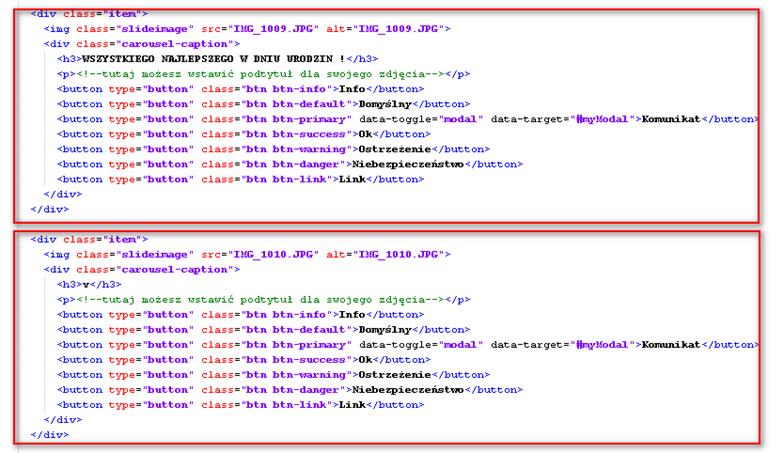 <div class="item">
<img class="slideimage" src="IMG_1009.JPG" alt="IMG_1009.JPG">
<div class="carousel-caption">
<h3>WSZYSTKIEGO NAJLEPSZEGO W DNIU URODZIN !</h3>
<p><!--tutaj możesz wstawić podtytuł dla swojego zdjęcia--></p>
<button type="button" class="btn btn-info">Info</button>
<button type="button" class="btn btn-default">Domyślny</button>
<button type="button" class="btn btn-primary" data-toggle="modal" data-target="#myModal">Komunikat</button>
<button type="button" class="btn btn-success">Ok</button>
<button type="button" class="btn btn-warning">Ostrzeżenie</button>
<button type="button" class="btn btn-danger">Niebezpieczeństwo</button>
<button type="button" class="btn btn-link">Link</button>
</div>
</div>
<div class="item">
<img class="slideimage" src="IMG_1010.JPG" alt="IMG_1010.JPG">
<div class="carousel-caption">
<h3>v</h3>
<p><!--tutaj możesz wstawić podtytuł dla swojego zdjęcia--></p>
<button type="button" class="btn btn-info">Info</button>
<button type="button" class="btn btn-default">Domyślny</button>
<button type="button" class="btn btn-primary" data-toggle="modal" data-target="#myModal">Komunikat</button>
<button type="button" class="btn btn-success">Ok</button>
<button type="button" class="btn btn-warning">Ostrzeżenie</button>
<button type="button" class="btn btn-danger">Niebezpieczeństwo</button>
<button type="button" class="btn btn-link">Link</button>
</div>
</div>